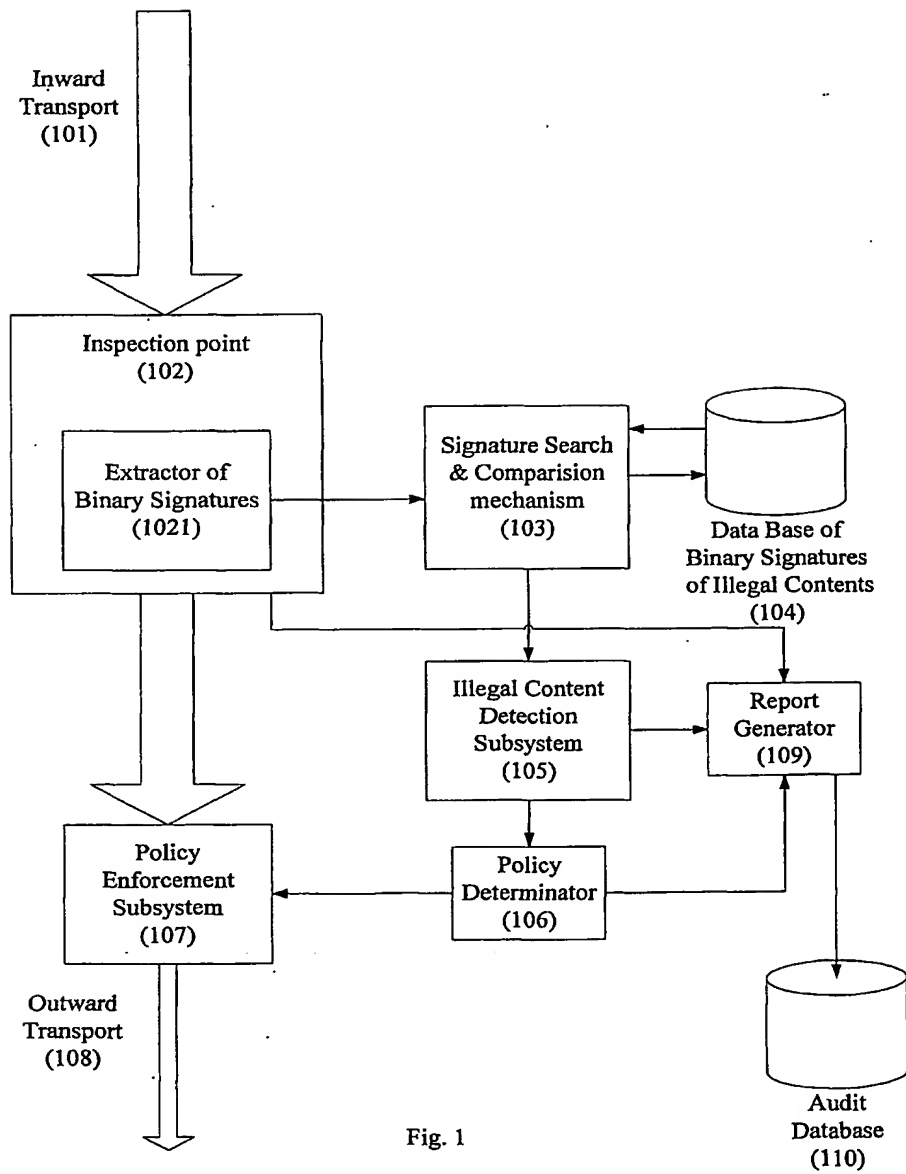 Inward
Transport
(101)
Inspection point
(102)
Extractor of
Binary Signatures
(1021)
Signature Search
& Comparision
mechanism
(103)
Data Base of
Binary Signatures
of Illegal Contents
(104)
Illegal Content
Detection
Subsystem
(105)
Report
Generator
(109)
Policy
Enforcement
Subsystem
(107)
Policy
Determinator
(106)
Outward
Transport
(108)
Audit
Database
(110)
Fig. 1